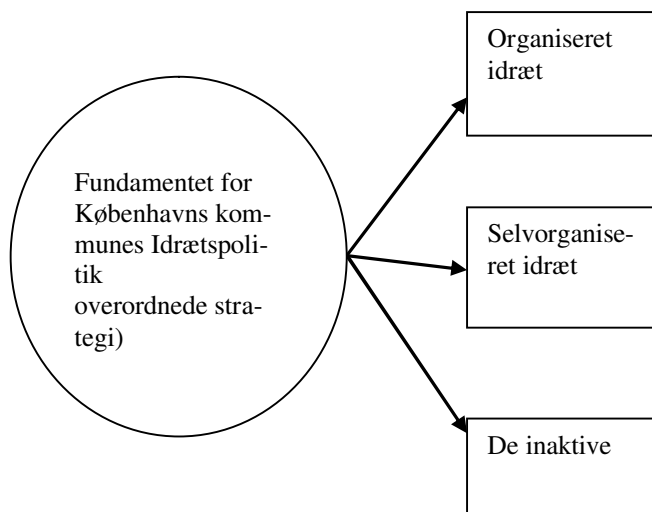 Fundamentet for
Københavns kom-
munes Idrætspoli-
tik
overordnede stra-
tegi)
Organiseret
idræt
Selvorganise-
ret idræt
De inaktive